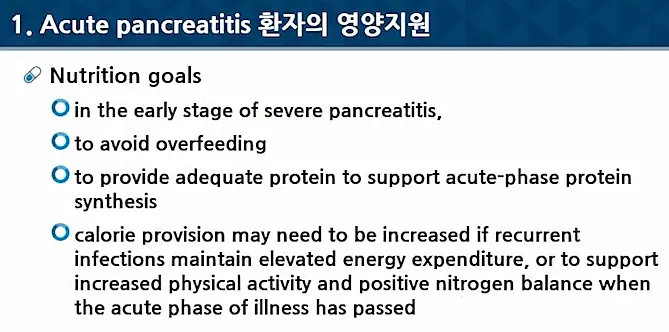 1. Acute pancreatitis 환자의 영양지원
Nutrition goals
in the early stage of severe pancreatitis,
to avoid overfeeding
to provide adequate protein to support acute-phase protein
synthesis
calorie provision may need to be increased if recurrent
infections maintain elevated energy expenditure, or to support
increased physical activity and positive nitrogen balance when
the acute phase of illness has passed